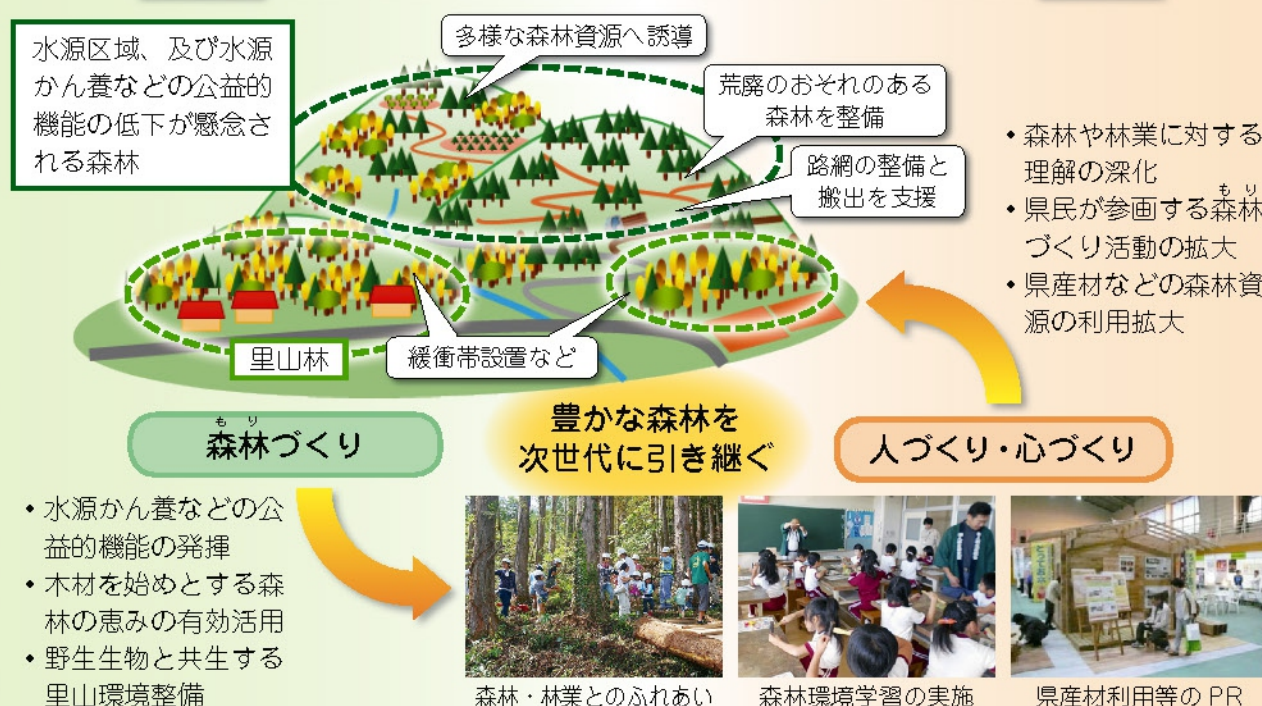 水源区域、及び水源
かん養などの公益的
機能の低下が懸念さ
れる森林
多様な森林資源へ誘導
荒廃のおそれのある
森林を整備
路網の整備と
搬出を支援
里山林
緩衝帯設置など
• 森林や林業に対する
理解の深化
• 県民が参画する森林
もり
づくり活動の拡大
• 県産材などの森林資
源の利用拡大
もり
森林づくり
豊かな森林を
次世代に引き継ぐ
人づくり・心づくり
• 水源かん養などの公
益的機能の発揮
• 木材を始めとする森
林の恵みの有効活用
• 野生生物と共生する
里山環境整備
森林・林業とのふれあい
森林環境学習の実施
県産材利用等のPR